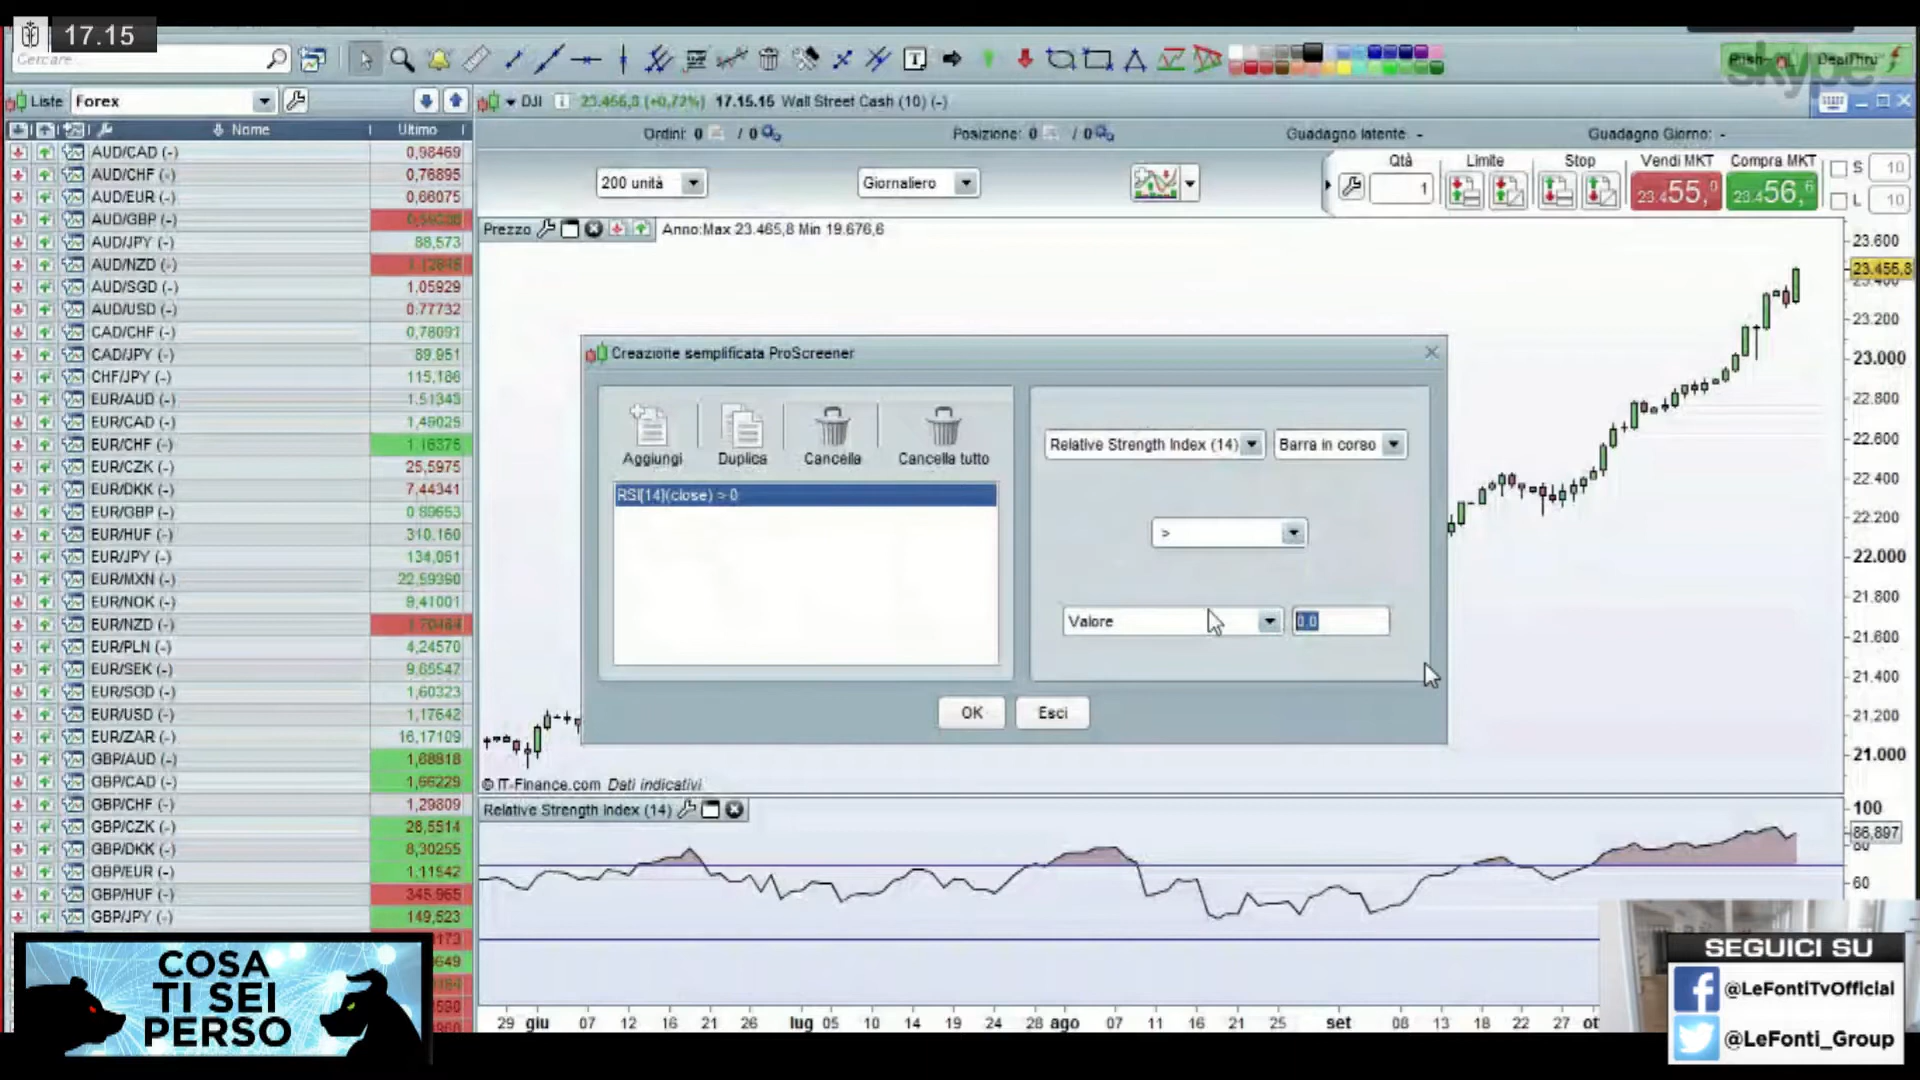 17.15
Cercare...
Push
DealThru
skype
Liste
Forex
DJI
23.456,8 (+0,72%)
17.15.15
Wall Street Cash (10) (-)
Nome
Ultimo
Ordini: 0 / 0
Posizione: 0 / 0
Guadagno latente: -
Guadagno Giorno: -
200 unità
Giornaliero
Qtà
1
Limite
Stop
Vendi MKT
23.455,0
Compra MKT
23.456,6
S 10
L 10
AUD/CAD (-) 0,98469
AUD/CHF (-) 0,76895
AUD/EUR (-) 0,66075
AUD/GBP (-)
AUD/JPY (-) 88,573
AUD/NZD (-)
AUD/SGD (-) 1,05929
AUD/USD (-) 0,77732
CAD/CHF (-) 0,78091
CAD/JPY (-) 89,951
CHF/JPY (-) 115,186
EUR/AUD (-) 1,51343
EUR/CAD (-) 1,49025
EUR/CHF (-) 1,16375
EUR/CZK (-) 25,5975
EUR/DKK (-) 7,44341
EUR/GBP (-)
EUR/HUF (-) 310,160
EUR/JPY (-) 134,051
EUR/MXN (-) 22,59390
EUR/NOK (-) 9,41001
EUR/NZD (-)
EUR/PLN (-) 4,24570
EUR/SEK (-)
EUR/SGD (-) 1,60323
EUR/USD (-) 1,17642
EUR/ZAR (-) 16,17109
GBP/AUD (-) 1,68818
GBP/CAD (-) 1,66229
GBP/CHF (-) 1,29809
GBP/CZK (-) 28,5514
GBP/DKK (-) 8,30255
GBP/EUR (-) 1,11542
GBP/HUF (-) 345,965
GBP/JPY (-) 149,523
Prezzo
Anno:Max 23.465,8 Min 19.676,6
Creazione semplificata ProScreener
Aggiungi
Duplica
Cancella
Cancella tutto
RSI[14](close) > 0
Relative Strength Index (14)
Barra in corso
>
Valore
0.0
OK
Esci
23.600
23.456,8
23.400
23.200
23.000
22.800
22.600
22.400
22.200
22.000
21.800
21.600
21.400
21.200
21.000
© IT-Finance.com Dati indicativi
Relative Strength Index (14)
100
86,897
80
60
29 giu 07 12 16 21 26 lug 05 10 14 19 24 28 ago 07 11 16 21 25 set 08 13 18 22 27 ot
COSA
TI SEI
PERSO
SEGUICI SU
@LeFontiTvOfficial
@LeFonti_Group